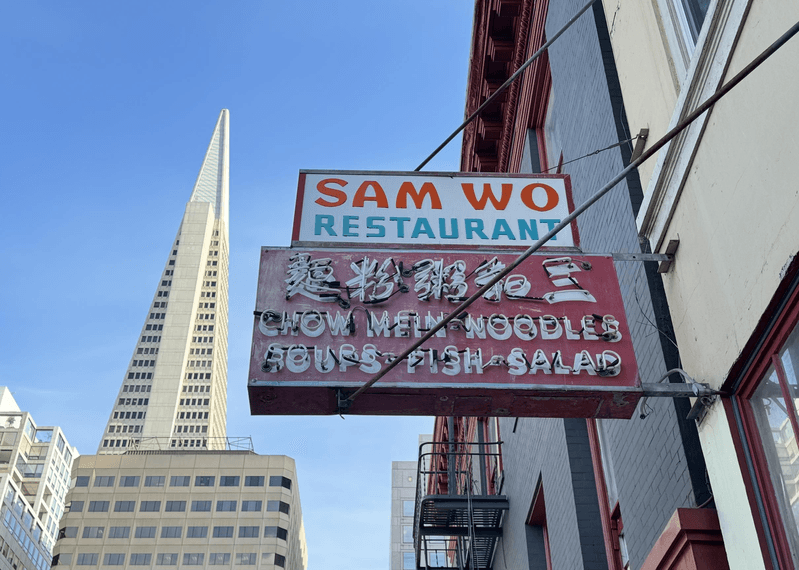 SAM WO
RESTAURANT
麵粉粥和三
CHOW MEIN-NOODLES
SOUPS-FISH-SALAD